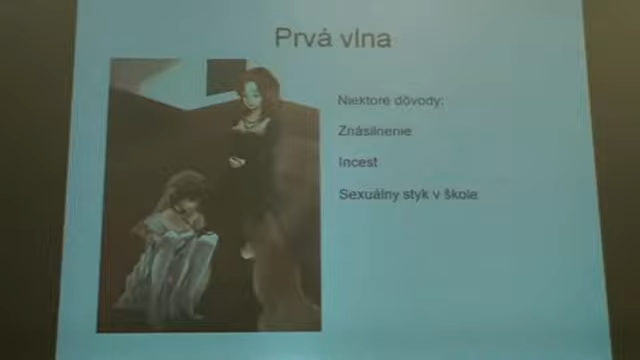 Prvá vlna
Niektoré dôvody:
Znásilnenie
Incest
Sexuálny styk v škole